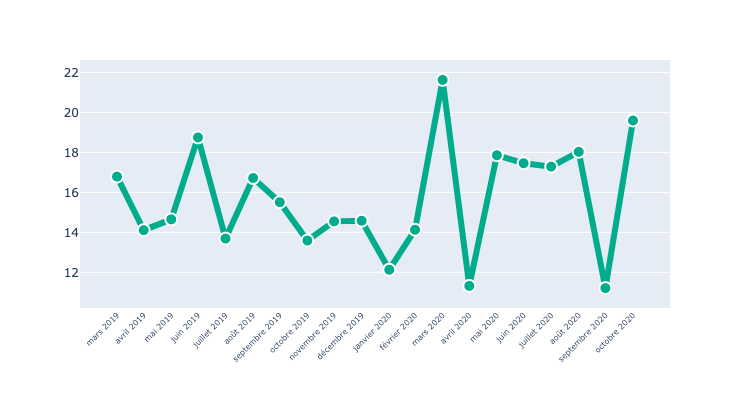 22
20
18
16
14
12
mars 2019
avril 2019
mai 2019
juin 2019
juillet 2019
août 2019
septembre 2019
octobre 2019
novembre 2019
décembre 2019
janvier 2020
février 2020
mars 2020
avril 2020
mai 2020
juin 2020
juillet 2020
août 2020
septembre 2020
octobre 2020